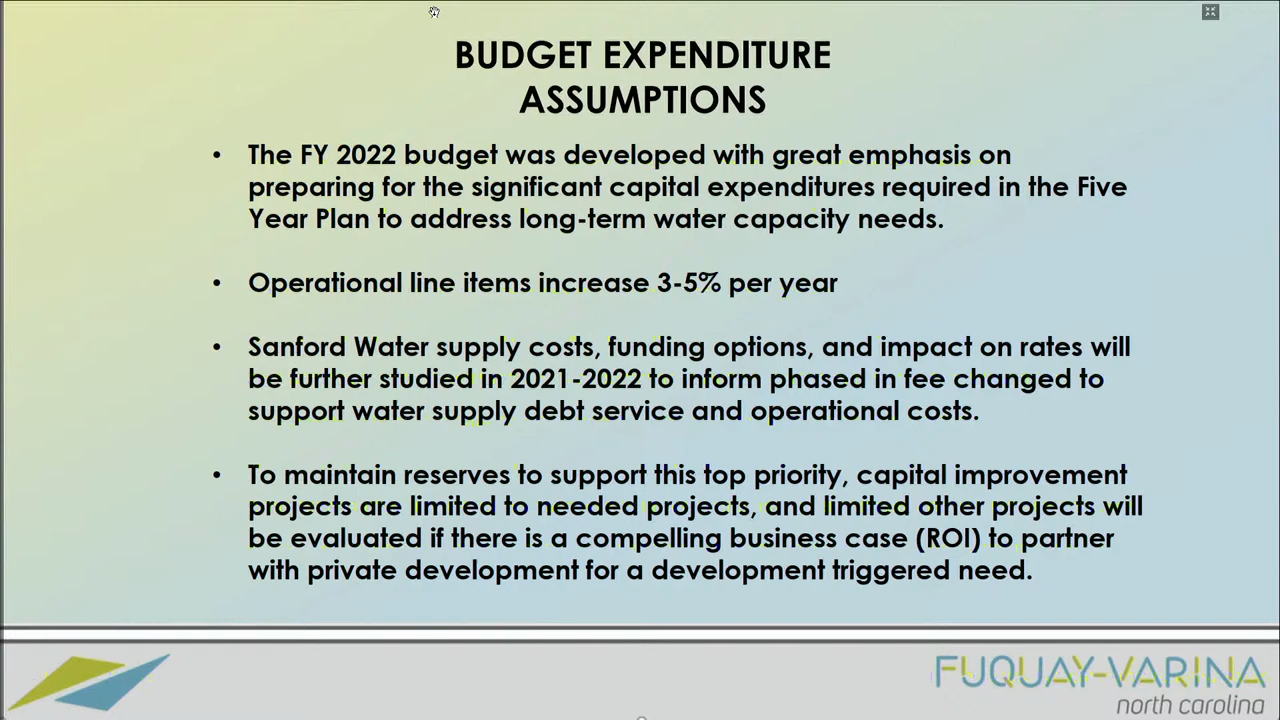 BUDGET EXPENDITURE
ASSUMPTIONS
• The FY 2022 budget was developed with great emphasis on
preparing for the significant capital expenditures required in the Five
Year Plan to address long-term water capacity needs.
• Operational line items increase 3-5% per year
• Sanford Water supply costs, funding options, and impact on rates will
be further studied in 2021-2022 to inform phased in fee changed to
support water supply debt service and operational costs.
• To maintain reserves to support this top priority, capital improvement
projects are limited to needed projects, and limited other projects will
be evaluated if there is a compelling business case (ROI) to partner
with private development for a development triggered need.
FUQUAY-VARINA
north carolina